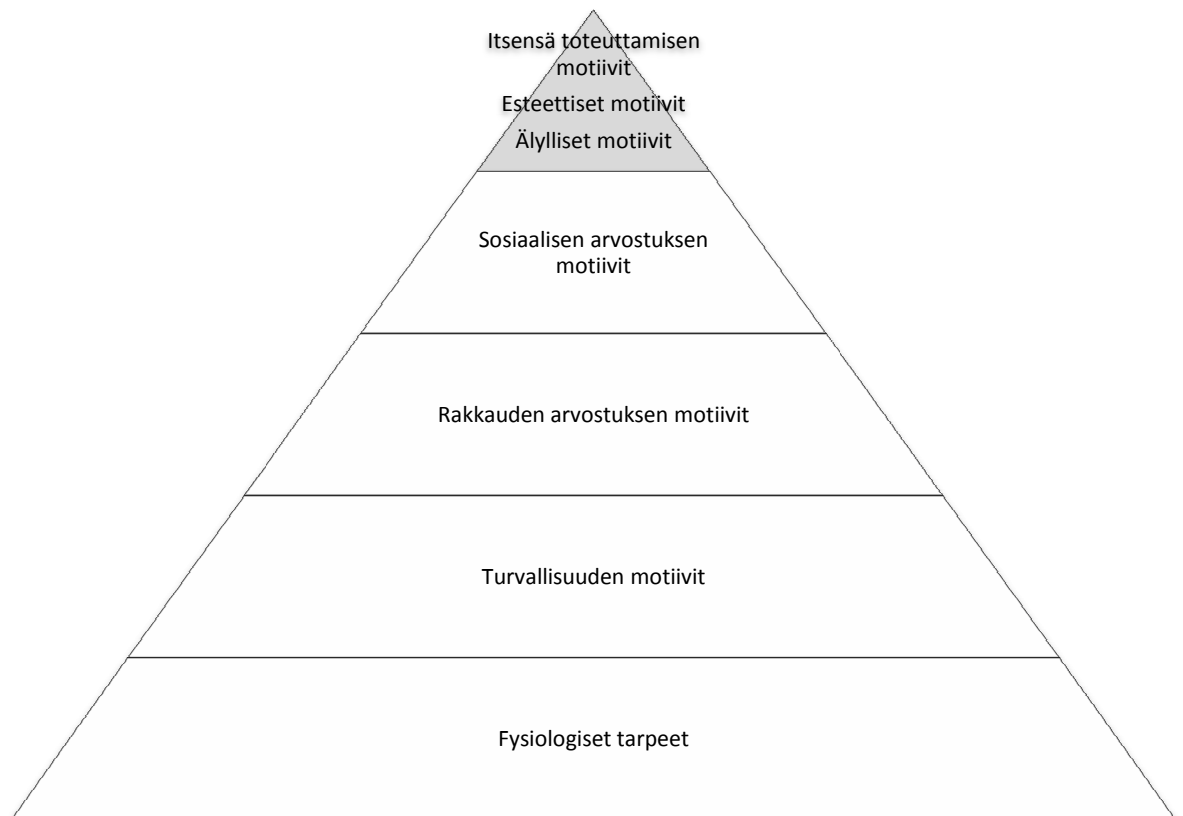 Itsensä toteuttamisen
motiivit
Esteettiset motiivit
Älylliset motiivit
Sosiaalisen arvostuksen
motiivit
Rakkauden arvostuksen motiivit
Turvallisuuden motiivit
Fysiologiset tarpeet